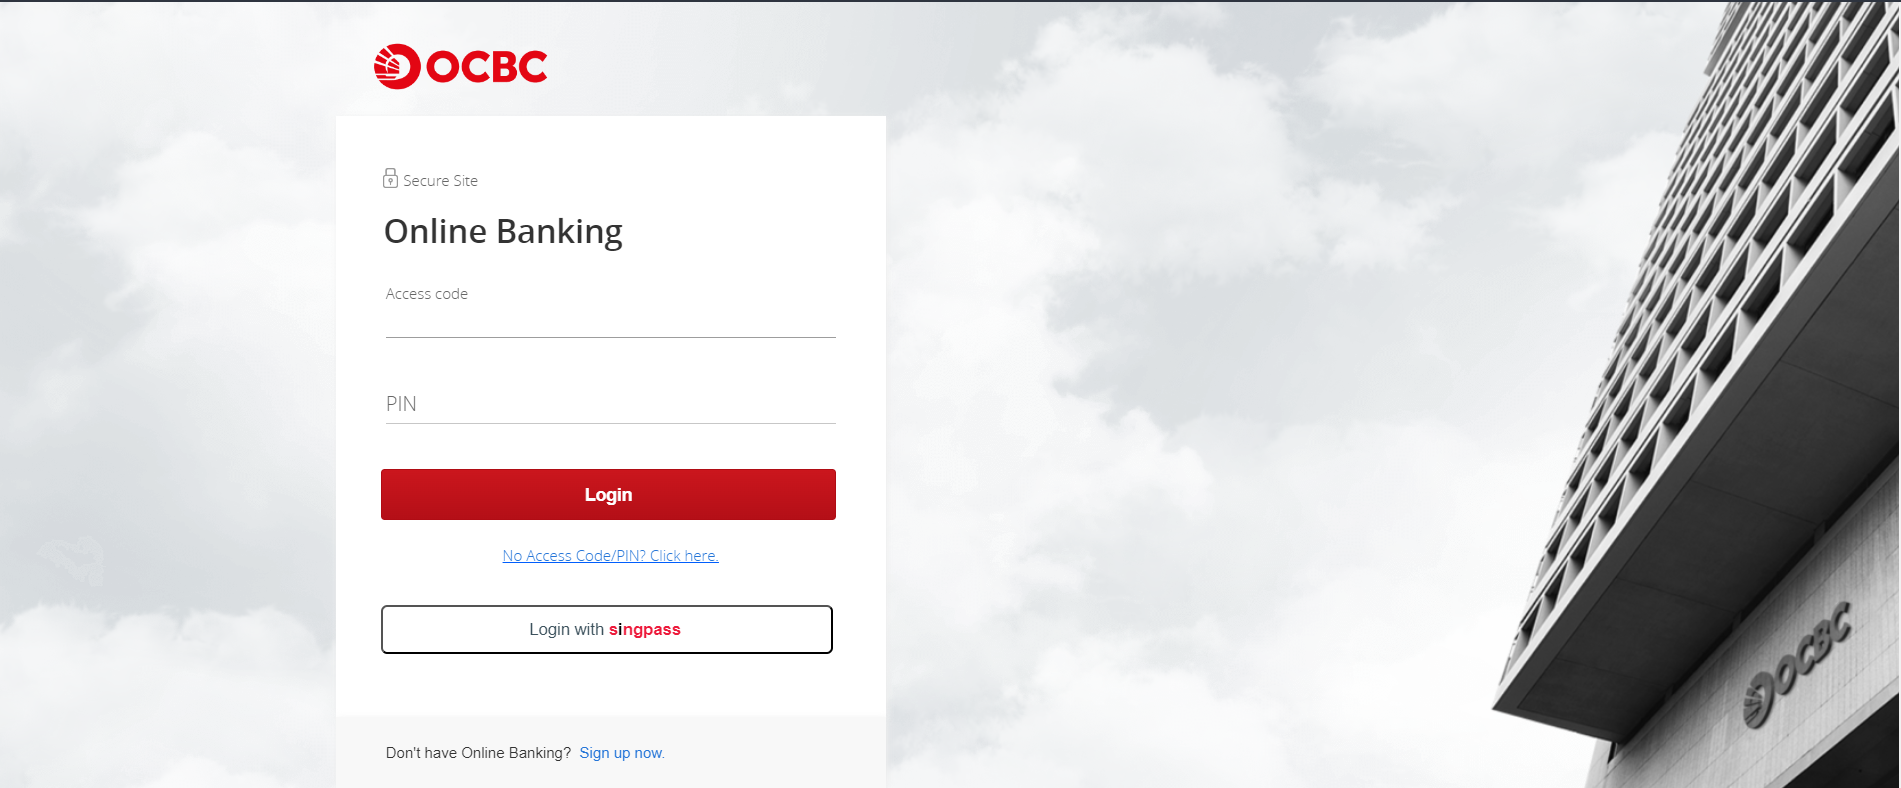 OCBC
Secure Site
Online Banking
Access code
PIN
Login
No Access Code/PIN? Click here.
Login with singpass
OCBC
Don't have Online Banking? Sign up now.